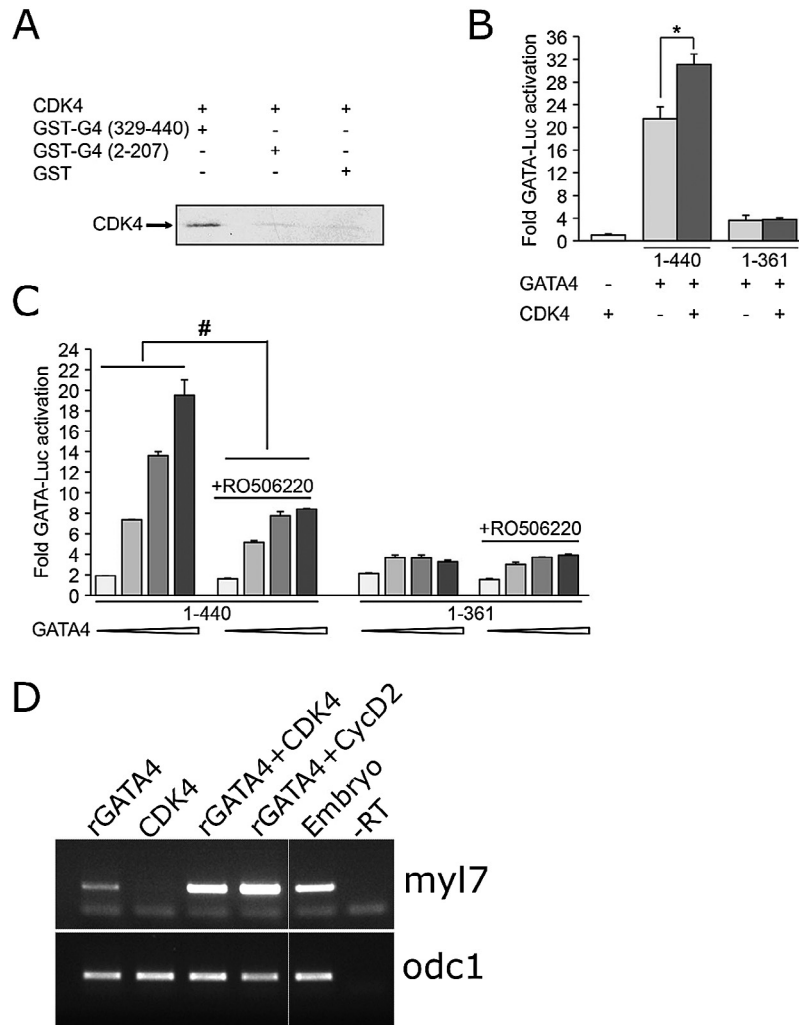 A
CDK4 + + +
GST-G4 (329-440) + - -
GST-G4 (2-207) - + -
GST - - +
CDK4
B
Fold GATA-Luc activation
36
32
28
24
20
16
12
8
4
0
*
1-440 1-361
GATA4 - + + + +
CDK4 + - + - +
C
Fold GATA-Luc activation
24
22
20
18
16
14
12
10
8
6
4
2
0
#
+RO506220
+RO506220
1-440 1-361
GATA4
D
rGATA4 CDK4 rGATA4+CDK4 rGATA4+CycD2 Embryo -RT
myl7
odc1